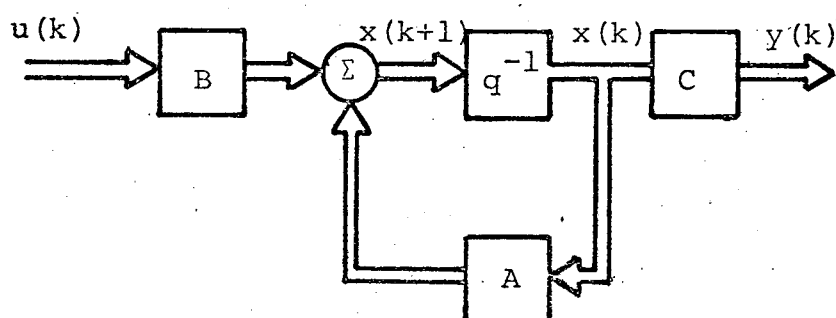 u(k)
x(k+1)
x(k)
y(k)
B
Σ
q^-1
C
A